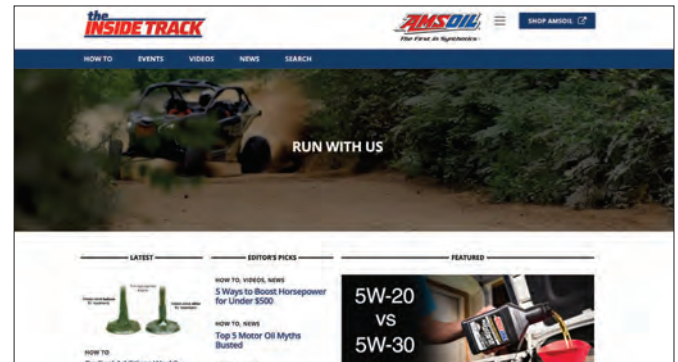 the
INSIDE TRACK
AMSOIL
The First in Synthetics
SHOP AMSOIL
HOW TO EVENTS VIDEOS NEWS SEARCH
RUN WITH US
LATEST
EDITOR'S PICKS
FEATURED
HOW TO, VIDEOS, NEWS
5 Ways to Boost Horsepower
for Under $500
HOW TO, NEWS
Top 5 Motor Oil Myths
Busted
HOW TO
5W-20
VS
5W-30